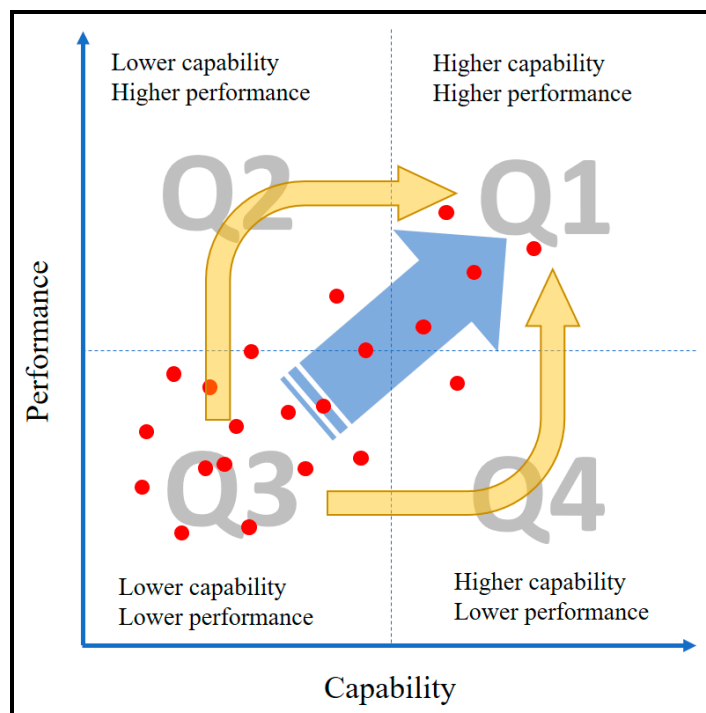 Lower capability
Higher performance
Higher capability
Higher performance
Q2
Q1
Performance
Q3
Q4
Lower capability
Lower performance
Higher capability
Lower performance
Capability